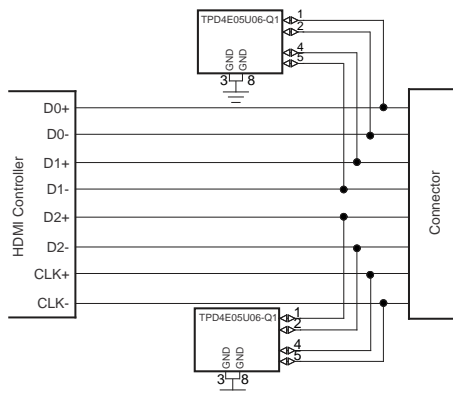 TPD4E05U06-Q1
1
2
4
5
GND
GND
3 8
HDMI Controller
D0+
D0-
D1+
D1-
D2+
D2-
CLK+
CLK-
Connector
TPD4E05U06-Q1
1
2
4
5
GND
GND
3 8